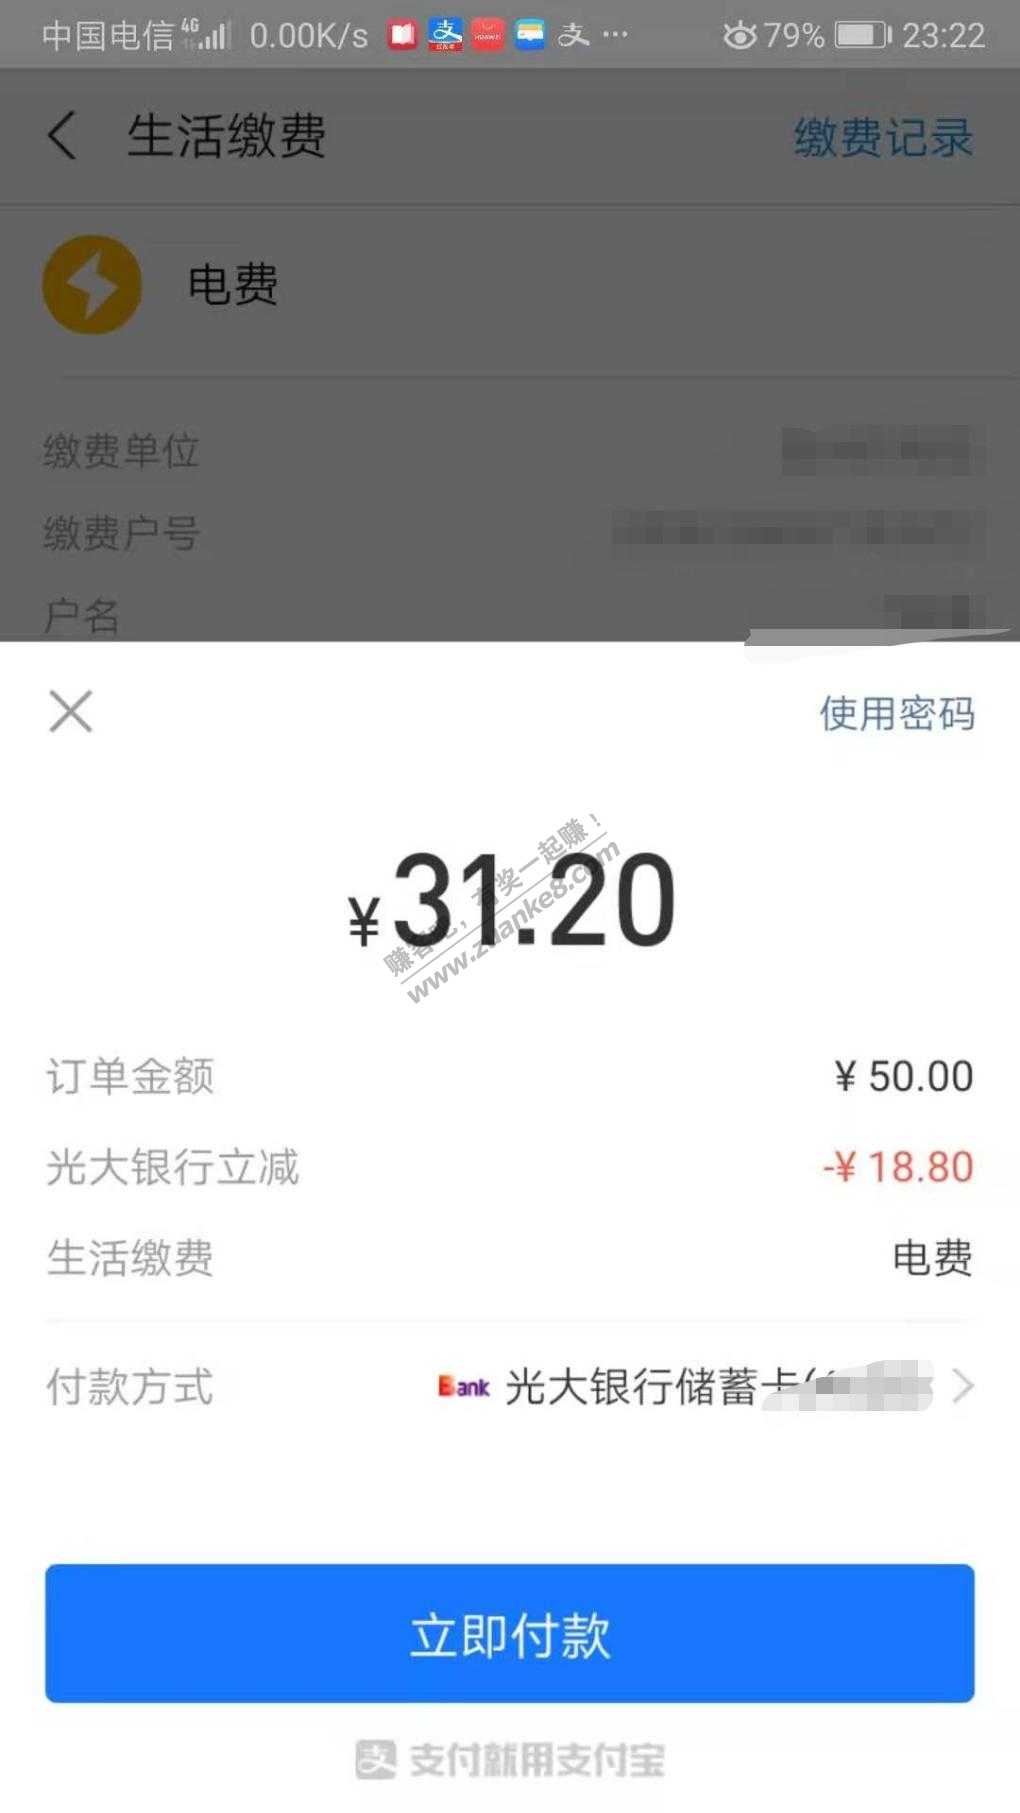 中国电信 4G 0.00K/s 79% 23:22
生活缴费 缴费记录
电费
缴费单位
缴费户号
户名
使用密码
¥31.20
赚客吧，有奖一起赚！
www.zuanke8.com
订单金额 ¥ 50.00
光大银行立减 -¥ 18.80
生活缴费 电费
付款方式 Bank 光大银行储蓄卡(
立即付款
支 支付就用支付宝